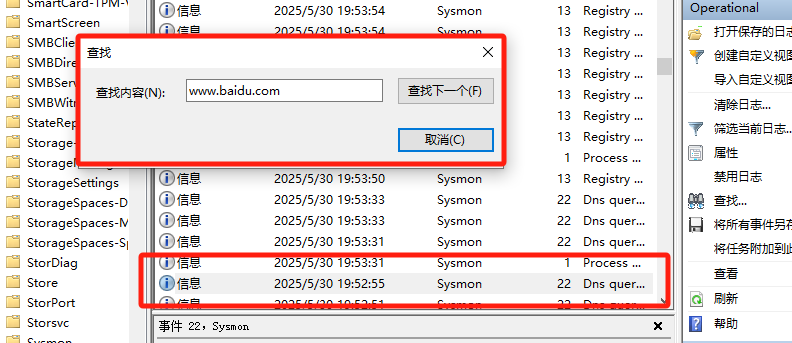 SmartCard-TPM-V
SmartScreen
SMBClie
SMBDire
SMBServ
SMBWitn
StateRep
Storage-
StorageM
StorageSettings
StorageSpaces-D
StorageSpaces-M
StorageSpaces-Sp
StorDiag
Store
StorPort
Storsvc
Sysmon
信息 2025/5/30 19:53:54 Sysmon 13 Registry ...
信息 2025/5/30 19:53:54 Sysmon 13 Registry ...
13 Registry ...
13 Registry ...
13 Registry ...
13 Registry ...
13 Registry ...
1 Process ...
信息 2025/5/30 19:53:50 Sysmon 13 Registry ...
信息 2025/5/30 19:53:33 Sysmon 22 Dns quer...
信息 2025/5/30 19:53:33 Sysmon 22 Dns quer...
信息 2025/5/30 19:53:31 Sysmon 22 Dns quer...
信息 2025/5/30 19:53:31 Sysmon 1 Process ...
信息 2025/5/30 19:52:55 Sysmon 22 Dns quer...
信息 2025/5/30 19:52:51 Sysmon 22 Dns quer...
事件 22，Sysmon
查找
查找内容(N):
www.baidu.com
查找下一个(F)
取消(C)
Operational
打开保存的日志
创建自定义视图
导入自定义视图
清除日志...
筛选当前日志...
属性
禁用日志
查找...
将所有事件另存
将任务附加到此
查看
刷新
帮助